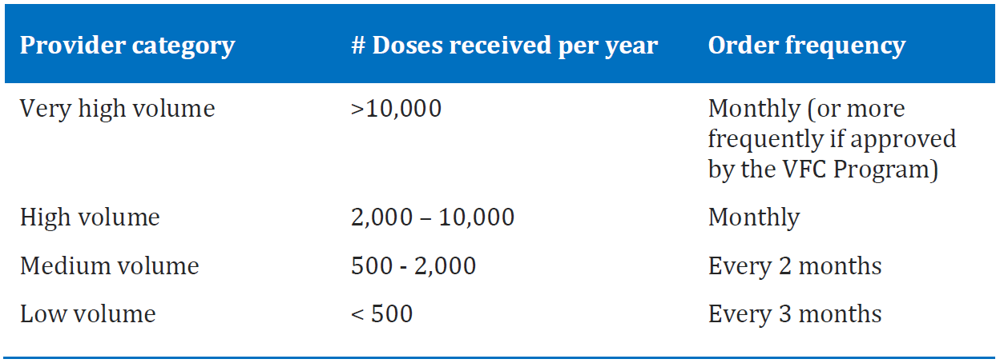 Provider category # Doses received per year Order frequency
Very high volume >10,000 Monthly (or more
frequently if approved
by the VFC Program)
High volume 2,000 – 10,000 Monthly
Medium volume 500 - 2,000 Every 2 months
Low volume < 500 Every 3 months